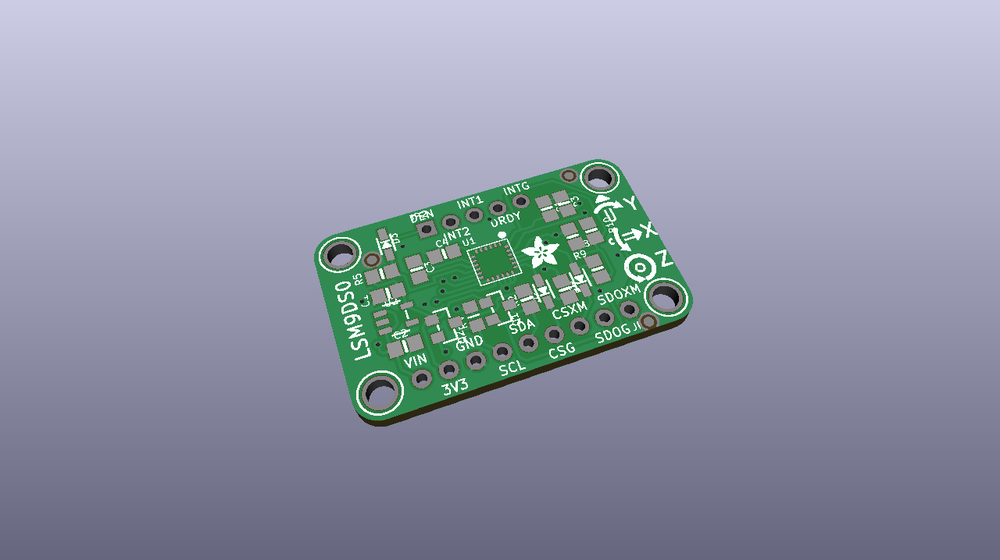 INTG
INT1
DEN
DRDY
INT2
C4
U1
Y
X
Z
R9
R5
LSM9DS0
C2
SDOXM
CSXM
SDA
GND
VIN
SDOG
CSG
SCL
3V3